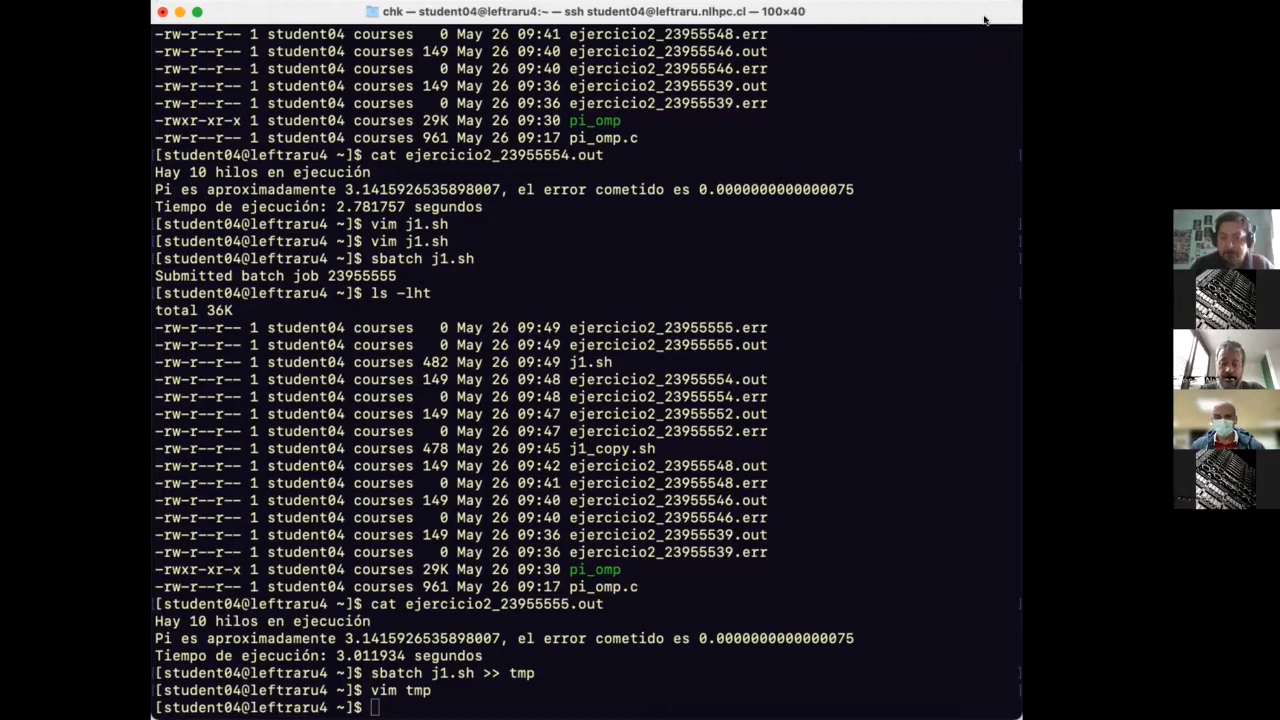 chk — student04@leftraru4:~ — ssh student04@leftraru.nlhpc.cl — 100×40
-rw-r--r-- 1 student04 courses   0 May 26 09:41 ejercicio2_23955548.err
-rw-r--r-- 1 student04 courses 149 May 26 09:40 ejercicio2_23955546.out
-rw-r--r-- 1 student04 courses   0 May 26 09:40 ejercicio2_23955546.err
-rw-r--r-- 1 student04 courses 149 May 26 09:36 ejercicio2_23955539.out
-rw-r--r-- 1 student04 courses   0 May 26 09:36 ejercicio2_23955539.err
-rwxr-xr-x 1 student04 courses 29K May 26 09:30 pi_omp
-rw-r--r-- 1 student04 courses 961 May 26 09:17 pi_omp.c
[student04@leftraru4 ~]$ cat ejercicio2_23955554.out
Hay 10 hilos en ejecución
Pi es aproximadamente 3.1415926535898007, el error cometido es 0.0000000000000075
Tiempo de ejecución: 2.781757 segundos
[student04@leftraru4 ~]$ vim j1.sh
[student04@leftraru4 ~]$ vim j1.sh
[student04@leftraru4 ~]$ sbatch j1.sh
Submitted batch job 23955555
[student04@leftraru4 ~]$ ls -lht
total 36K
-rw-r--r-- 1 student04 courses   0 May 26 09:49 ejercicio2_23955555.err
-rw-r--r-- 1 student04 courses   0 May 26 09:49 ejercicio2_23955555.out
-rw-r--r-- 1 student04 courses 482 May 26 09:49 j1.sh
-rw-r--r-- 1 student04 courses 149 May 26 09:48 ejercicio2_23955554.out
-rw-r--r-- 1 student04 courses   0 May 26 09:48 ejercicio2_23955554.err
-rw-r--r-- 1 student04 courses 149 May 26 09:47 ejercicio2_23955552.out
-rw-r--r-- 1 student04 courses   0 May 26 09:47 ejercicio2_23955552.err
-rw-r--r-- 1 student04 courses 478 May 26 09:45 j1_copy.sh
-rw-r--r-- 1 student04 courses 149 May 26 09:42 ejercicio2_23955548.out
-rw-r--r-- 1 student04 courses   0 May 26 09:41 ejercicio2_23955548.err
-rw-r--r-- 1 student04 courses 149 May 26 09:40 ejercicio2_23955546.out
-rw-r--r-- 1 student04 courses   0 May 26 09:40 ejercicio2_23955546.err
-rw-r--r-- 1 student04 courses 149 May 26 09:36 ejercicio2_23955539.out
-rw-r--r-- 1 student04 courses   0 May 26 09:36 ejercicio2_23955539.err
-rwxr-xr-x 1 student04 courses 29K May 26 09:30 pi_omp
-rw-r--r-- 1 student04 courses 961 May 26 09:17 pi_omp.c
[student04@leftraru4 ~]$ cat ejercicio2_23955555.out
Hay 10 hilos en ejecución
Pi es aproximadamente 3.1415926535898007, el error cometido es 0.0000000000000075
Tiempo de ejecución: 3.011934 segundos
[student04@leftraru4 ~]$ sbatch j1.sh >> tmp
[student04@leftraru4 ~]$ vim tmp
[student04@leftraru4 ~]$